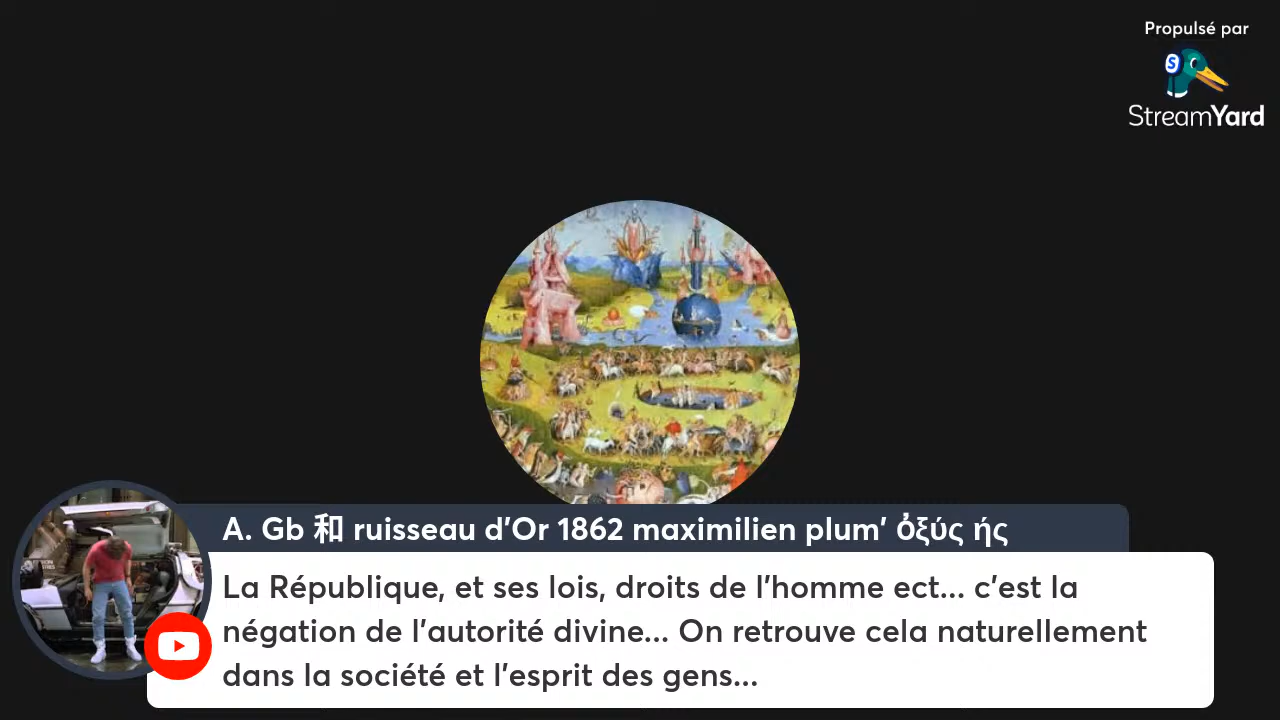 Propulsé par
StreamYard
A. Gb 和 ruisseau d'Or 1862 maximilien plum' ὀξύς ής
La République, et ses lois, droits de l'homme ect... c'est la
négation de l'autorité divine... On retrouve cela naturellement
dans la société et l'esprit des gens...